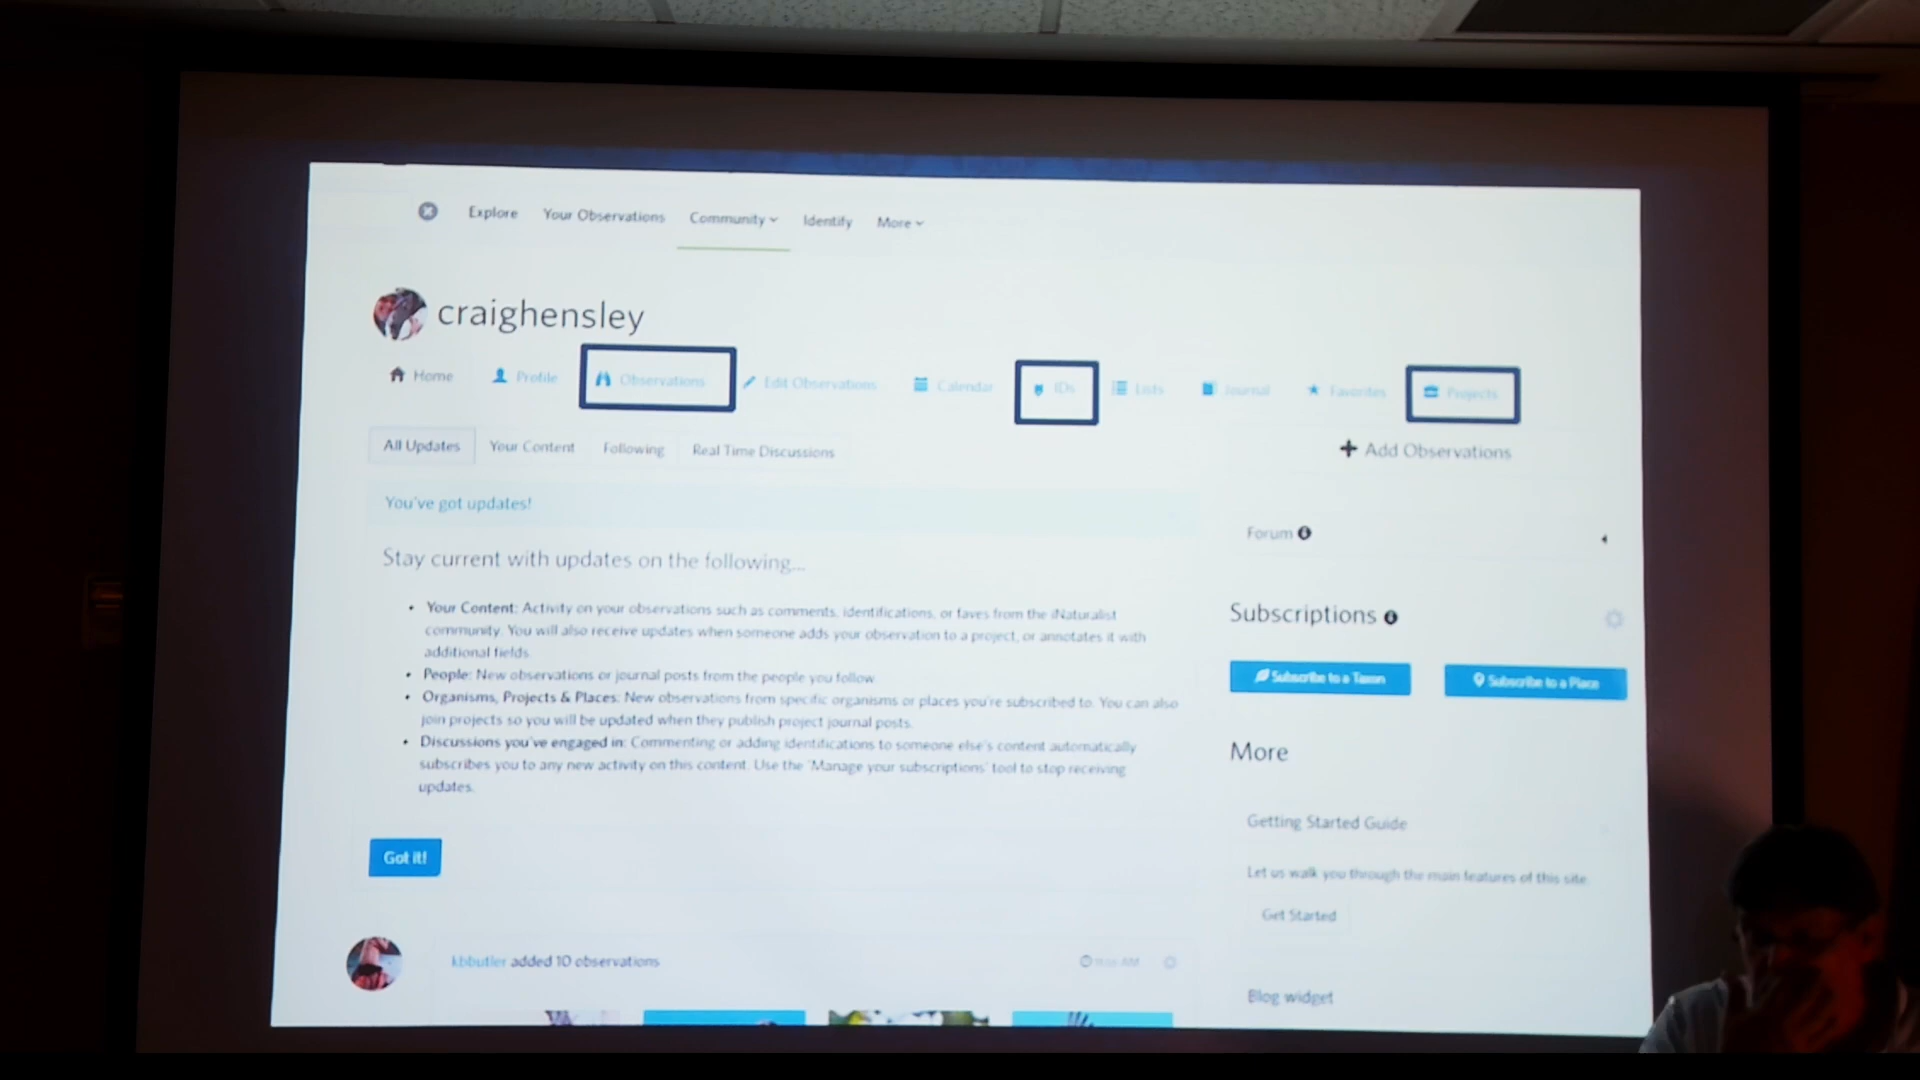 Explore Your Observations Community Identify More
craighensley
Home Profile Observations Edit Observations Calendar IDs Lists Journal Favorites Projects
All Updates Your Content Following Real Time Discussions
Add Observations
You've got updates!
Forum
Stay current with updates on the following...
Your Content: Activity on your observations such as comments, identifications, or faves from the iNaturalist
community. You will also receive updates when someone adds your observation to a project, or annotates it with
additional fields.
People: New observations or journal posts from the people you follow.
Organisms, Projects & Places: New observations from specific organisms or places you're subscribed to. You can also
join projects so you will be updated when they publish project journal posts.
Discussions you've engaged in: Commenting or adding identifications to someone else's content automatically
subscribes you to any new activity on this content. Use the 'Manage your subscriptions' tool to stop receiving
updates.
Got it!
Subscriptions
Subscribe to a Taxon Subscribe to a Place
More
Getting Started Guide
Let us walk you through the main features of this site
Get Started
kbbutler added 10 observations
AM
Blog widget